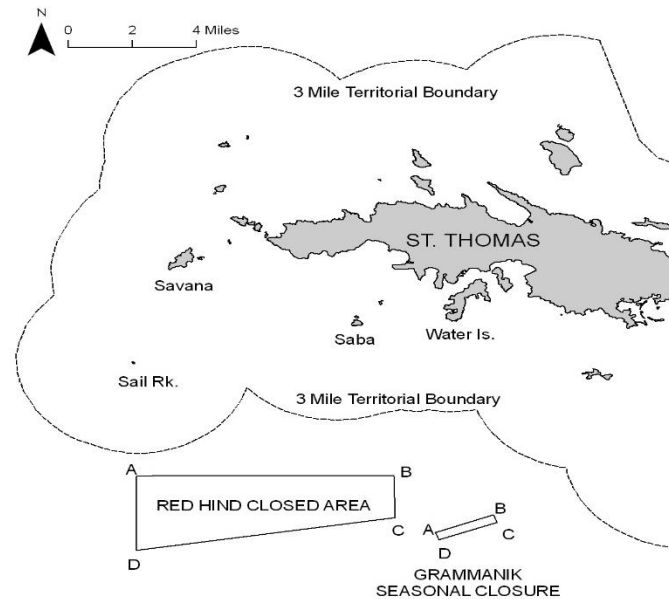 N
0 2 4 Miles
3 Mile Territorial Boundary
ST. THOMAS
Savana
Saba
Water Is.
Sail Rk.
3 Mile Territorial Boundary
A
B
RED HIND CLOSED AREA
C
D
A
B
C
D
GRAMMANIK
SEASONAL CLOSURE